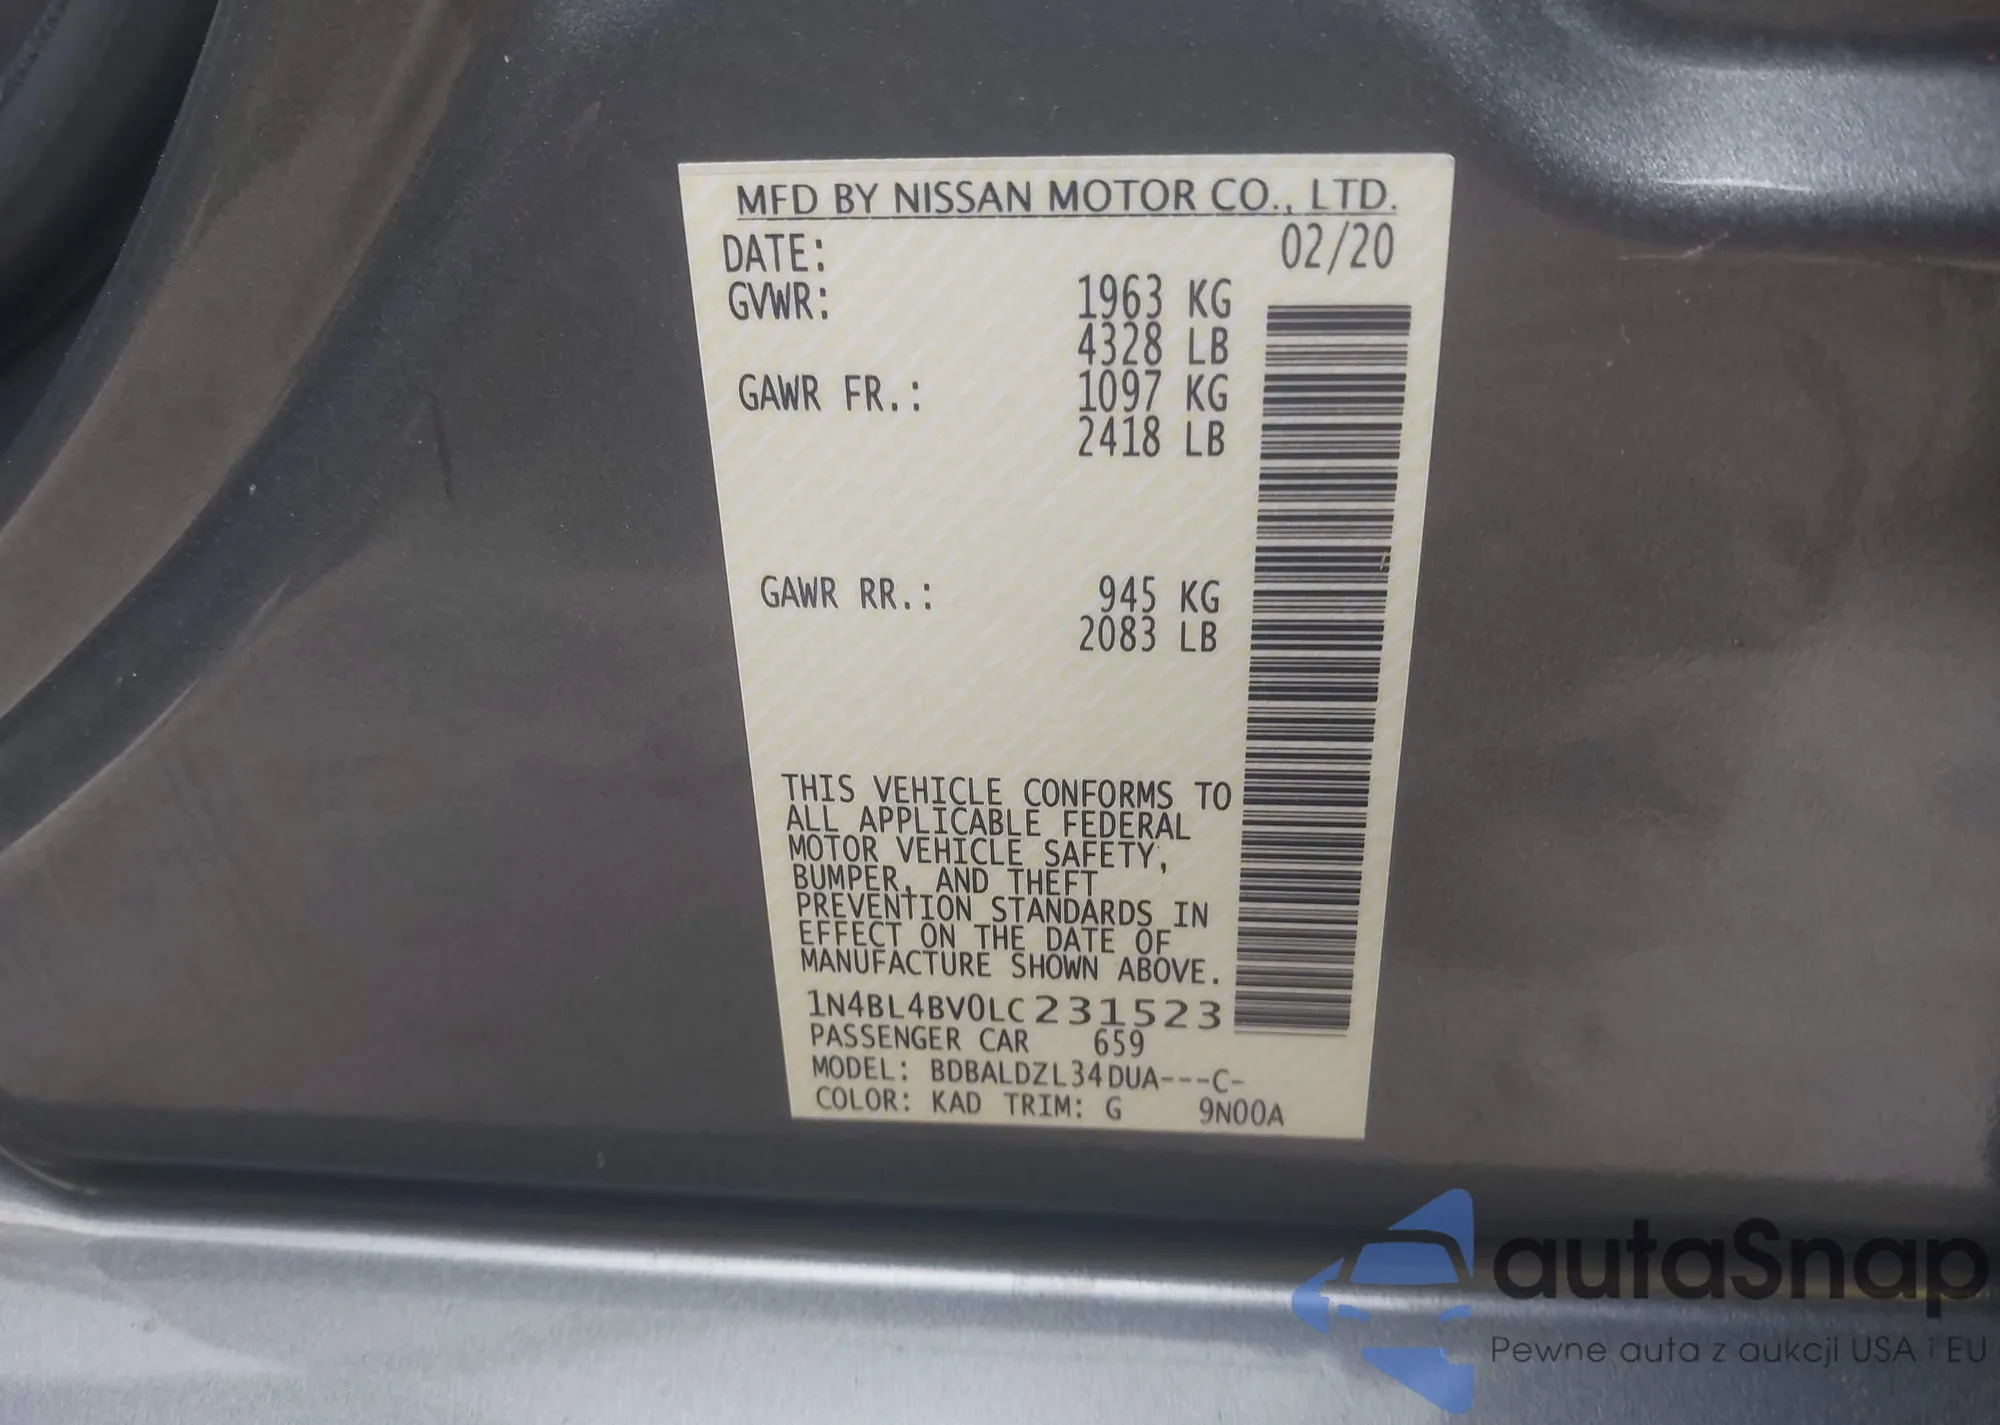 MFD BY NISSAN MOTOR CO., LTD.
DATE: 02/20
GVWR: 1963 KG
4328 LB
GAWR FR.: 1097 KG
2418 LB
GAWR RR.: 945 KG
2083 LB
THIS VEHICLE CONFORMS TO
ALL APPLICABLE FEDERAL
MOTOR VEHICLE SAFETY,
BUMPER, AND THEFT
PREVENTION STANDARDS IN
EFFECT ON THE DATE OF
MANUFACTURE SHOWN ABOVE.
1N4BL4BV0LC231523
PASSENGER CAR 659
MODEL: BDBALDZL34DUA---C-
COLOR: KAD TRIM: G 9N00A
autaSnap
Pewne auta z aukcji USA i EU